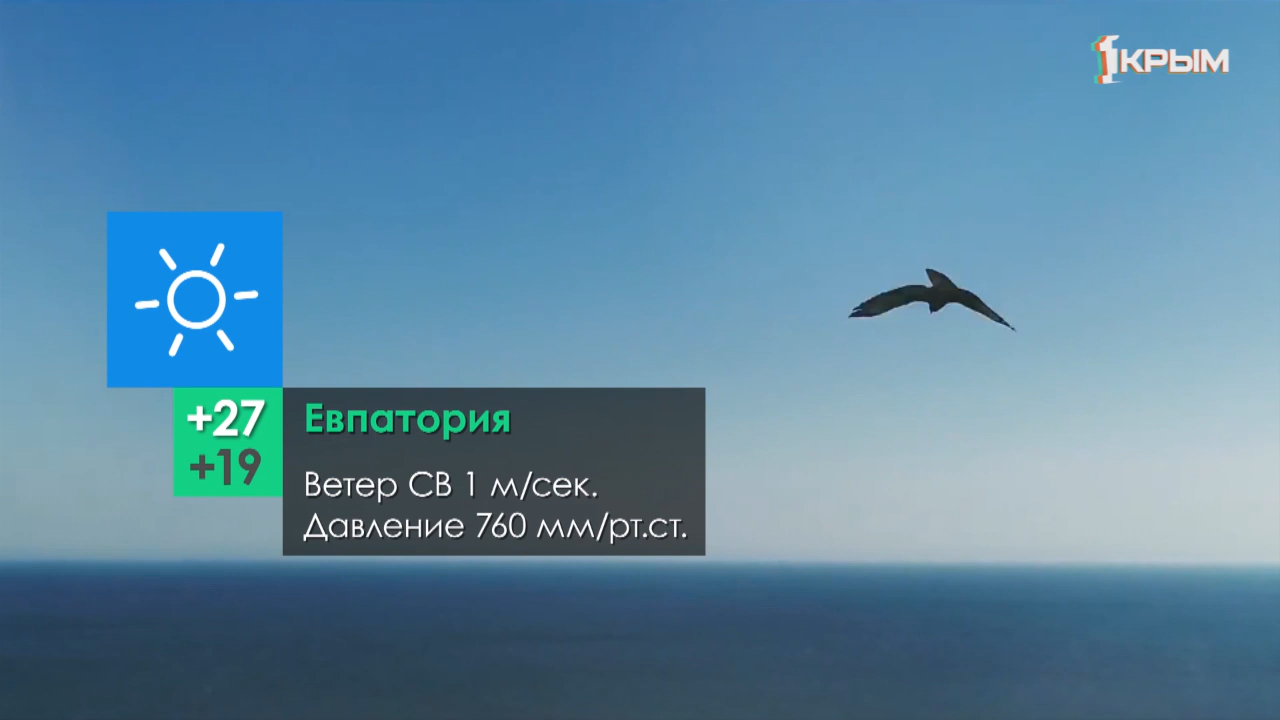 1КРЫМ
+27
+19
Евпатория
Ветер СВ 1 м/сек.
Давление 760 мм/рт.ст.